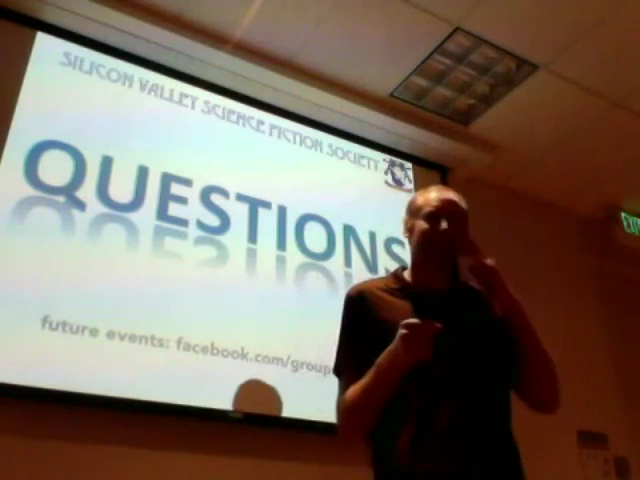 SILICON VALLEY SCIENCE FICTION SOCIETY
QUESTIONS
future events: facebook.com/group